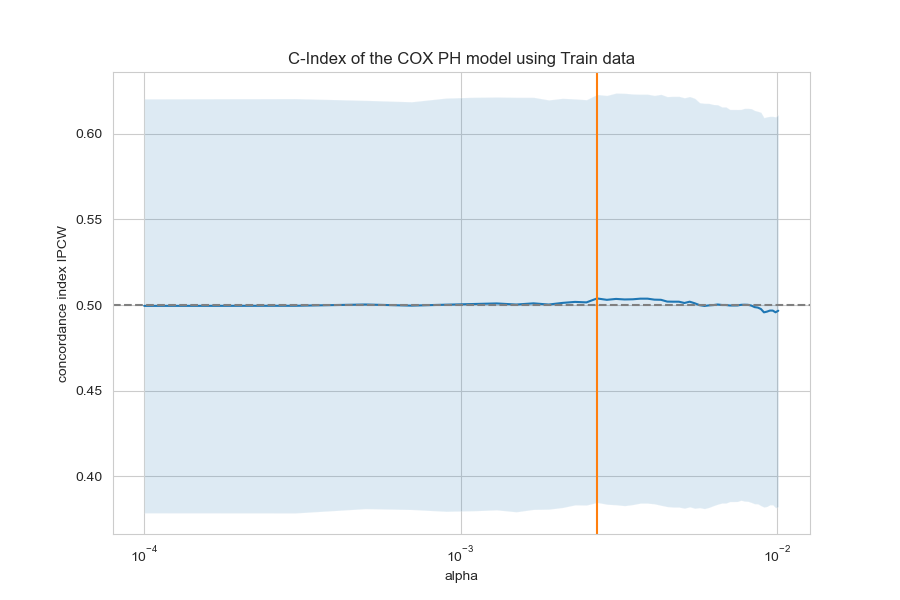 C-Index of the COX PH model using Train data
concordance index IPCW
0.60
0.55
0.50
0.45
0.40
10⁻⁴
10⁻³
10⁻²
alpha